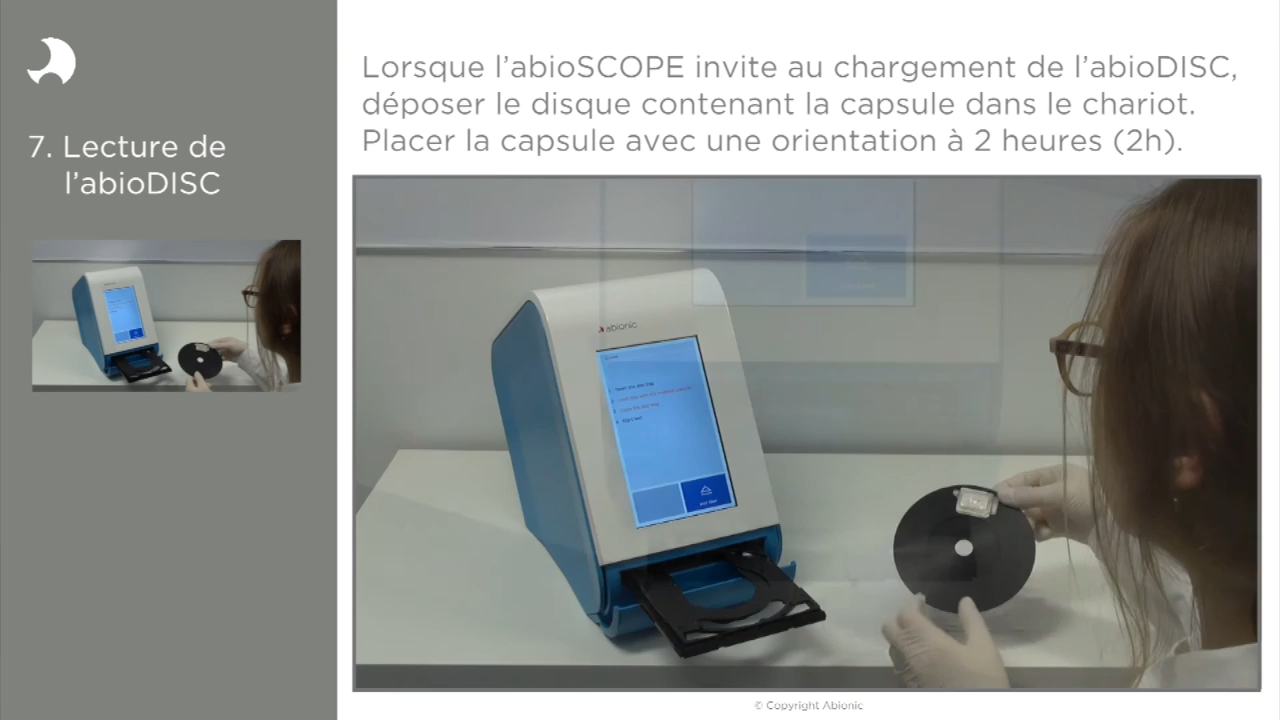 7. Lecture de
l'abioDISC
Lorsque l'abioSCOPE invite au chargement de l'abioDISC,
déposer le disque contenant la capsule dans le chariot.
Placer la capsule avec une orientation à 2 heures (2h).
abionic
© Copyright Abionic